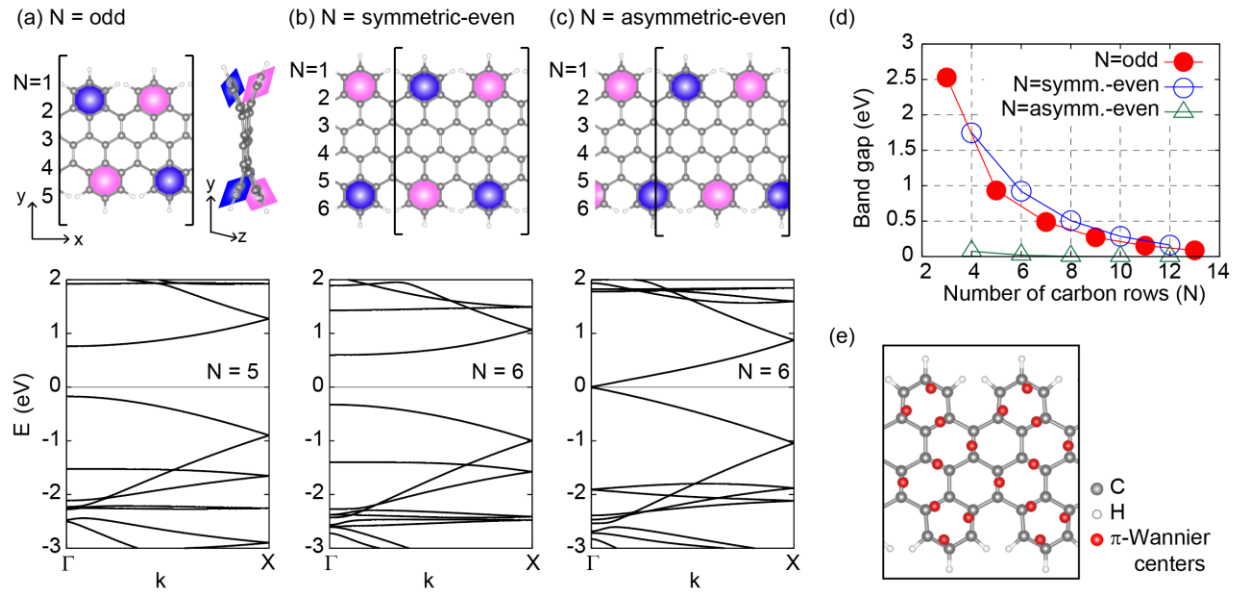 (a) N = odd
(b) N = symmetric-even
(c) N = asymmetric-even
(d)
N=1
2
3
4
5
y
x
y
z
N=1
2
3
4
5
6
N=1
2
3
4
5
6
3
2.5
2
1.5
1
0.5
0
Band gap (eV)
N=odd
N=symm.-even
N=asymm.-even
2 4 6 8 10 12 14
Number of carbon rows (N)
2
1
0
-1
-2
-3
E (eV)
N = 5
Γ X
k
2
1
0
-1
-2
-3
N = 6
Γ X
k
2
1
0
-1
-2
-3
N = 6
Γ X
k
(e)
C
H
π-Wannier
centers